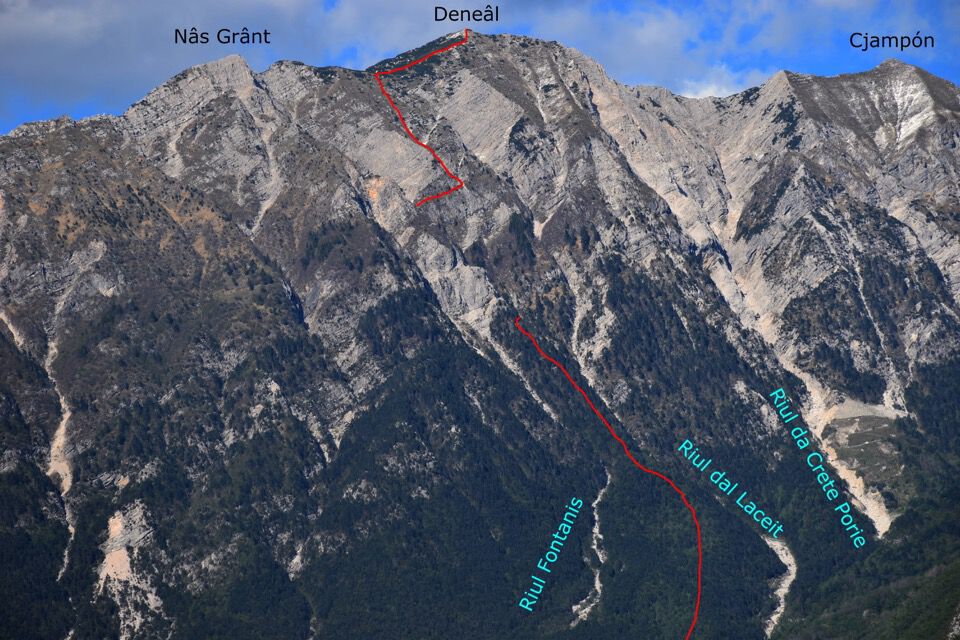 Deneâl
Nâs Grânt
Cjampón
Riul Fontanis
Riul dal Laceit
Riul da Crete Porie